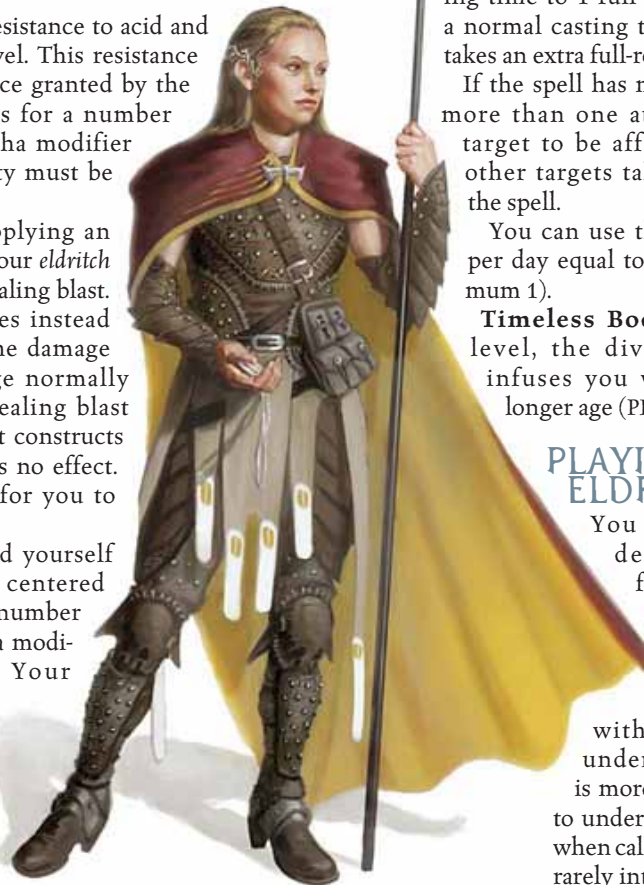 esistance to acid and
vel. This resistance
ce granted by the
s for a number
ha modifier
ty must be
pplying an
our eldritch
aling blast.
es instead
ne damage
ge normally
ealing blast
t constructs
s no effect.
for you to
d yourself
centered
number
a modi-
Your
ing time to 1 full
a normal casting t
takes an extra full-r
If the spell has m
more than one at
target to be aff
other targets ta
the spell.
You can use t
per day equal to
mum 1).
Timeless Bo
level, the div
infuses you w
longer age (P
PLAYI
ELDR
You
de
f
with
under
is more
to under
when cal
rarely in